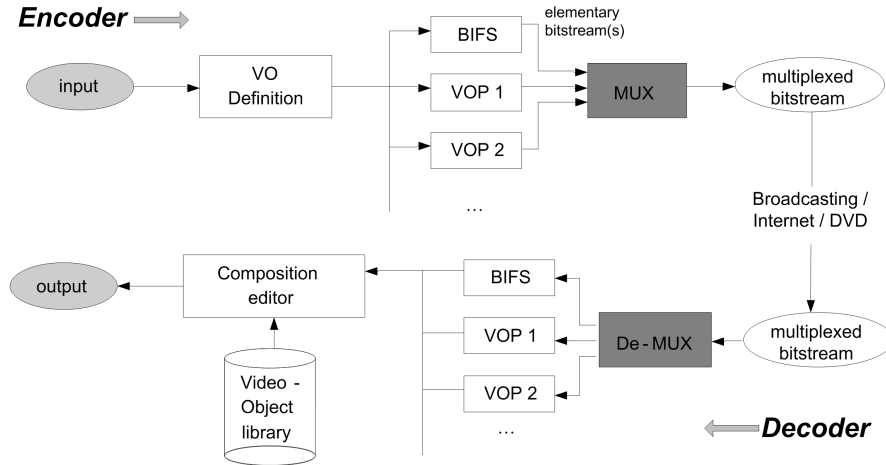 Encoder
elementary
bitstream(s)
BIFS
input
VO
Definition
VOP 1
MUX
multiplexed
bitstream
VOP 2
...
Broadcasting /
Internet / DVD
output
Composition
editor
BIFS
VOP 1
De - MUX
multiplexed
bitstream
VOP 2
...
Video -
Object
library
Decoder